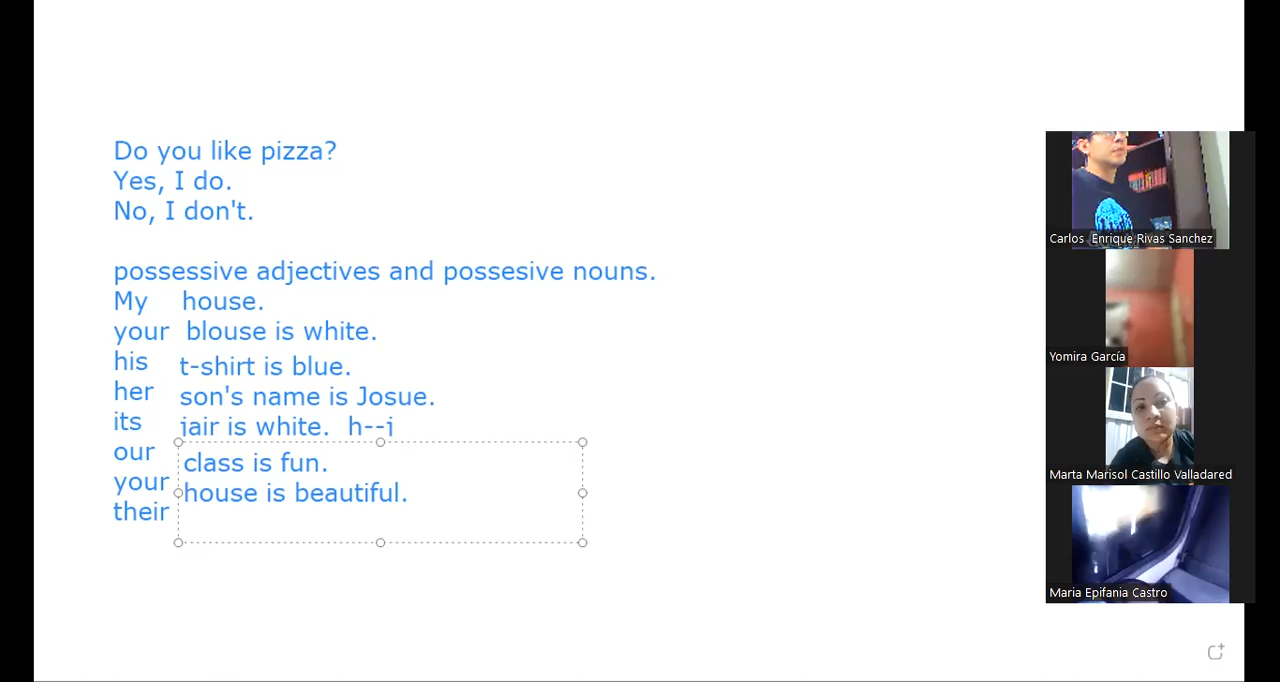 Do you like pizza?
Yes, I do.
No, I don't.
possessive adjectives and possesive nouns.
My house.
your blouse is white.
his t-shirt is blue.
her son's name is Josue.
its jair is white. h--j
our class is fun.
your house is beautiful.
their
Carlos Enrique Rivas Sanchez
Yomira García
Marta Marisol Castillo Valladared
Maria Epifania Castro